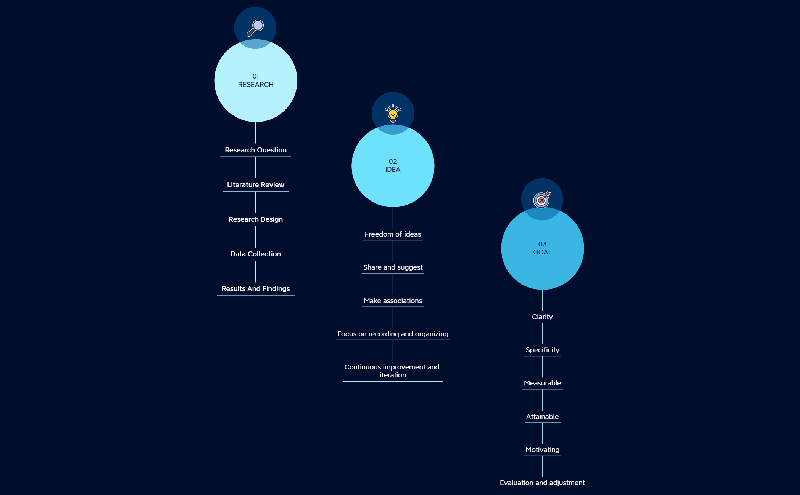 01
RESEARCH
Research Question
Literature Review
Research Design
Data Collection
Results And Findings
02
IDEA
Freedom of ideas
Share and suggest
Make associations
Focus on recording and organizing
Continuous improvement and
iteration
03
GOAL
Clarity
Specificity
Measurable
Attainable
Motivating
Evaluation and adjustment